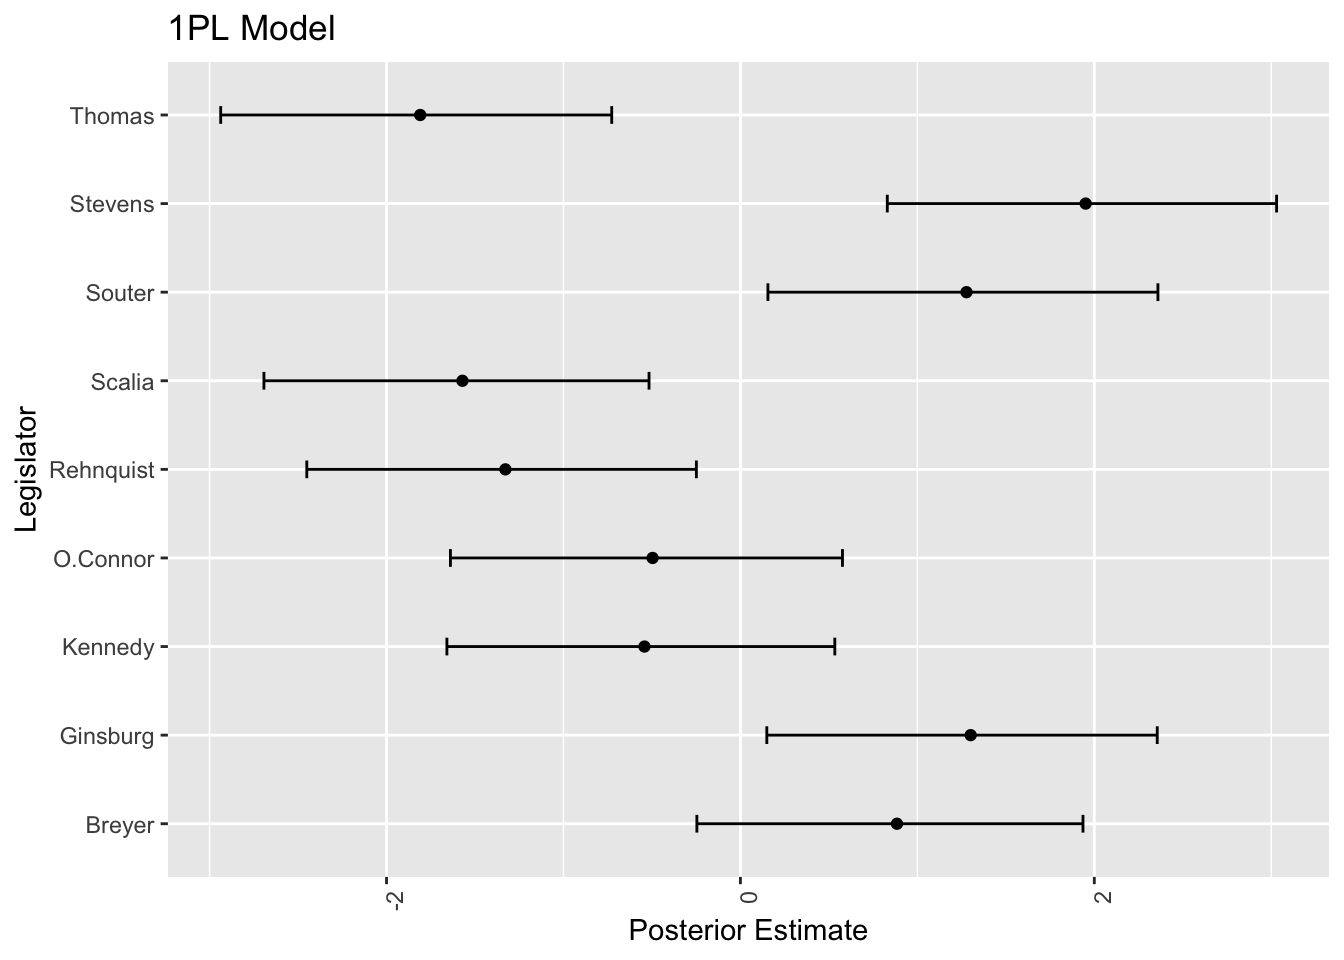 1PL Model
Thomas
Stevens
Souter
Scalia
Rehnquist
O.Connor
Kennedy
Ginsburg
Breyer
Legislator
-2
0
2
Posterior Estimate